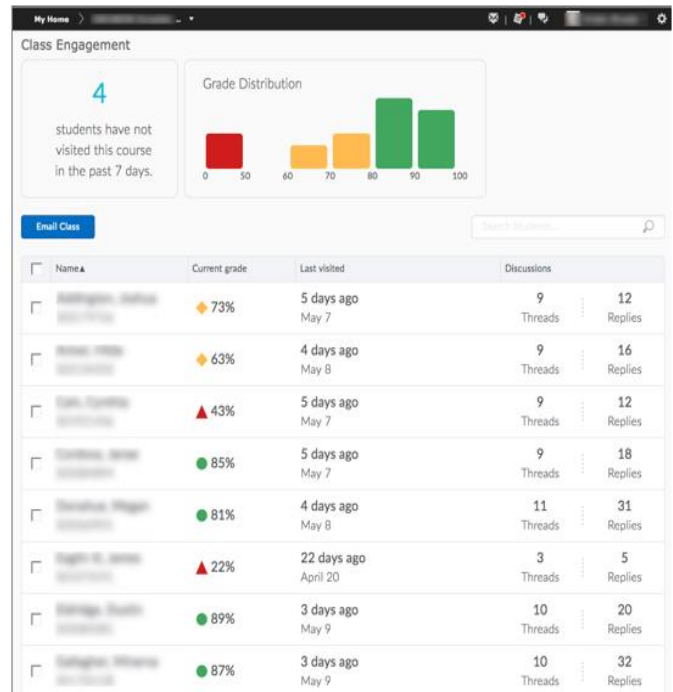 My Home
Class Engagement
4
students have not
visited this course
in the past 7 days.
Grade Distribution
0 50 60 70 80 90 100
Email Class
Search Students...
Name Current grade Last visited Discussions
73% 5 days ago 9 12
May 7 Threads Replies
63% 4 days ago 9 16
May 8 Threads Replies
43% 5 days ago 9 12
May 7 Threads Replies
85% 5 days ago 9 18
May 7 Threads Replies
81% 4 days ago 11 31
May 8 Threads Replies
22% 22 days ago 3 5
April 20 Threads Replies
89% 3 days ago 10 20
May 9 Threads Replies
87% 3 days ago 10 32
May 9 Threads Replies